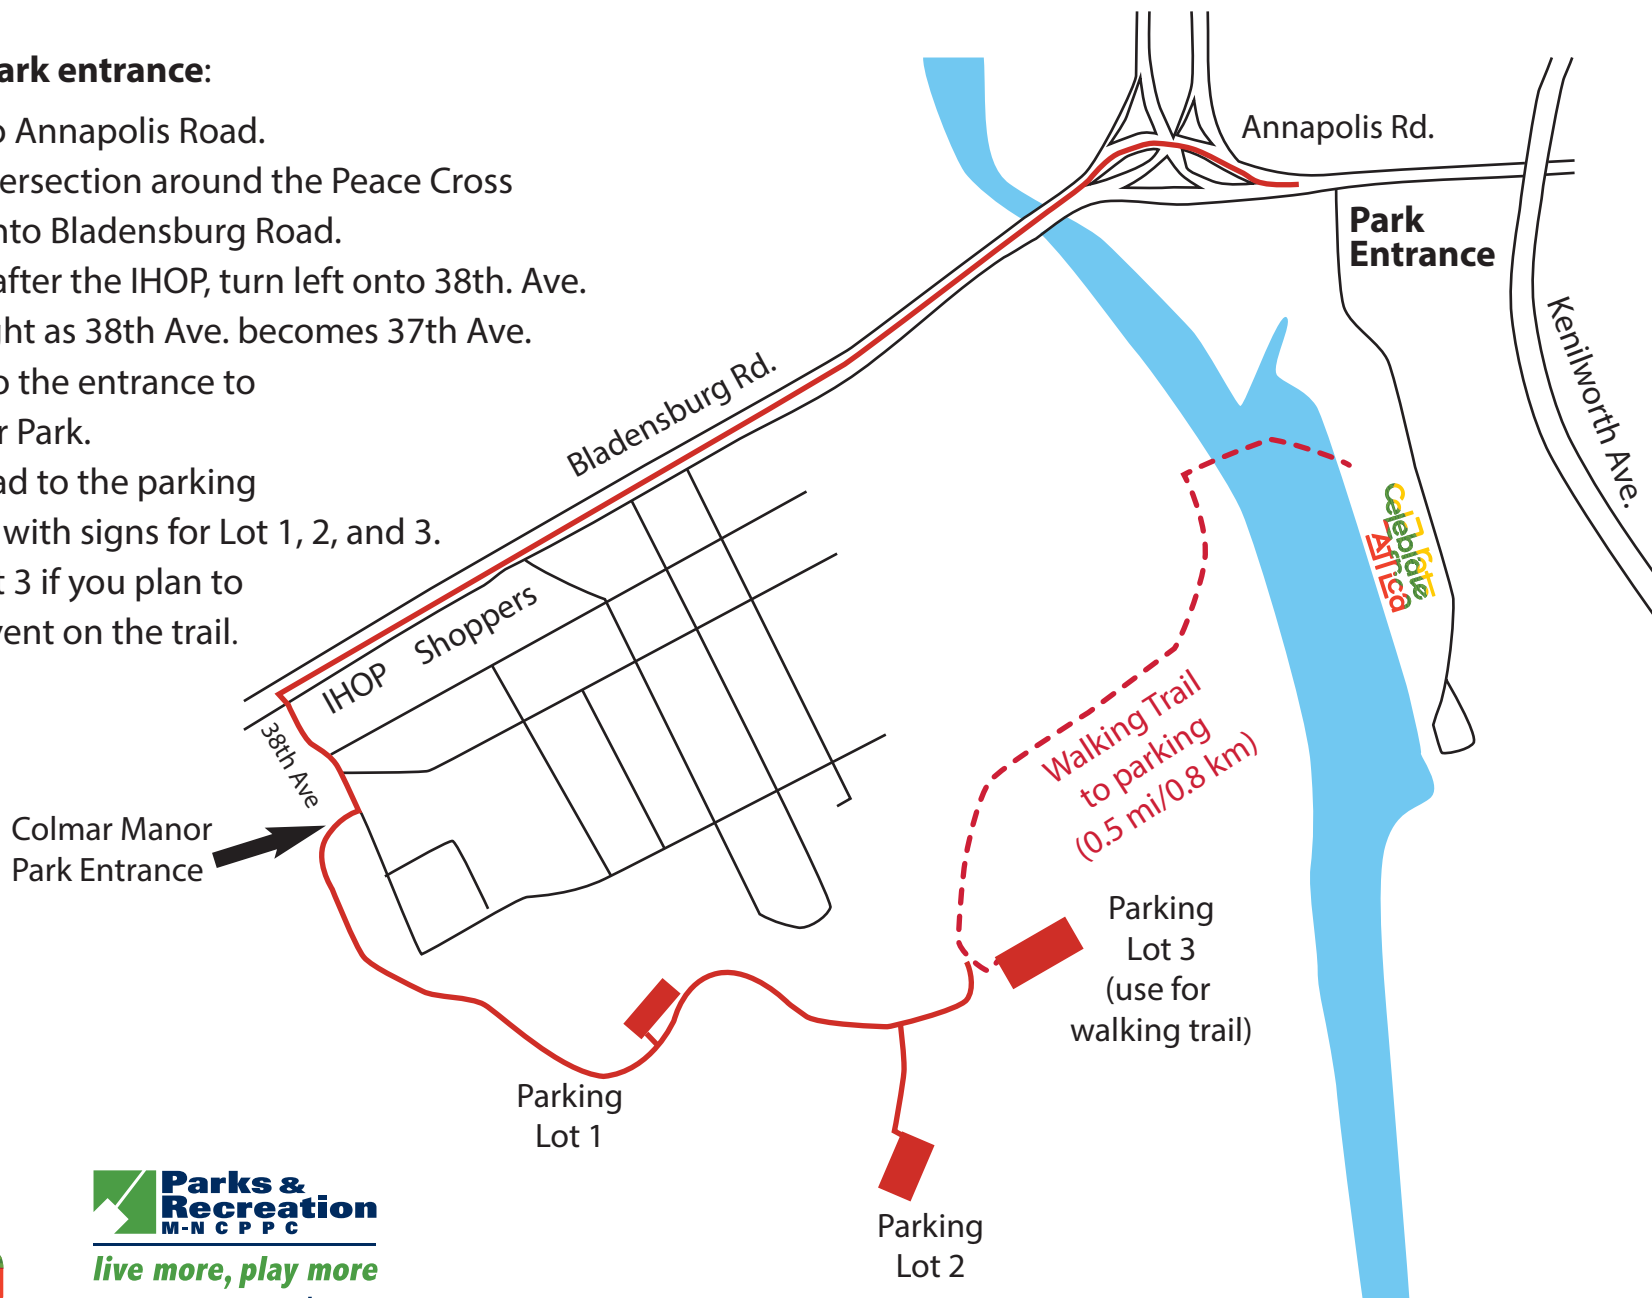 ark entrance:
o Annapolis Road.
ersection around the Peace Cross
nto Bladensburg Road.
after the IHOP, turn left onto 38th. Ave.
ght as 38th Ave. becomes 37th Ave.
o the entrance to
r Park.
ad to the parking
with signs for Lot 1, 2, and 3.
t 3 if you plan to
vent on the trail.
Annapolis Rd.
Park
Entrance
Kenilworth Ave.
Bladensburg Rd.
Celebrate
Africa
Shoppers
IHOP
38th Ave
Walking Trail
to parking
(0.5 mi/0.8 km)
Colmar Manor
Park Entrance
Parking
Lot 3
(use for
walking trail)
Parking
Lot 1
Parking
Lot 2
Parks &
Recreation
M-NCPPC
live more, play more